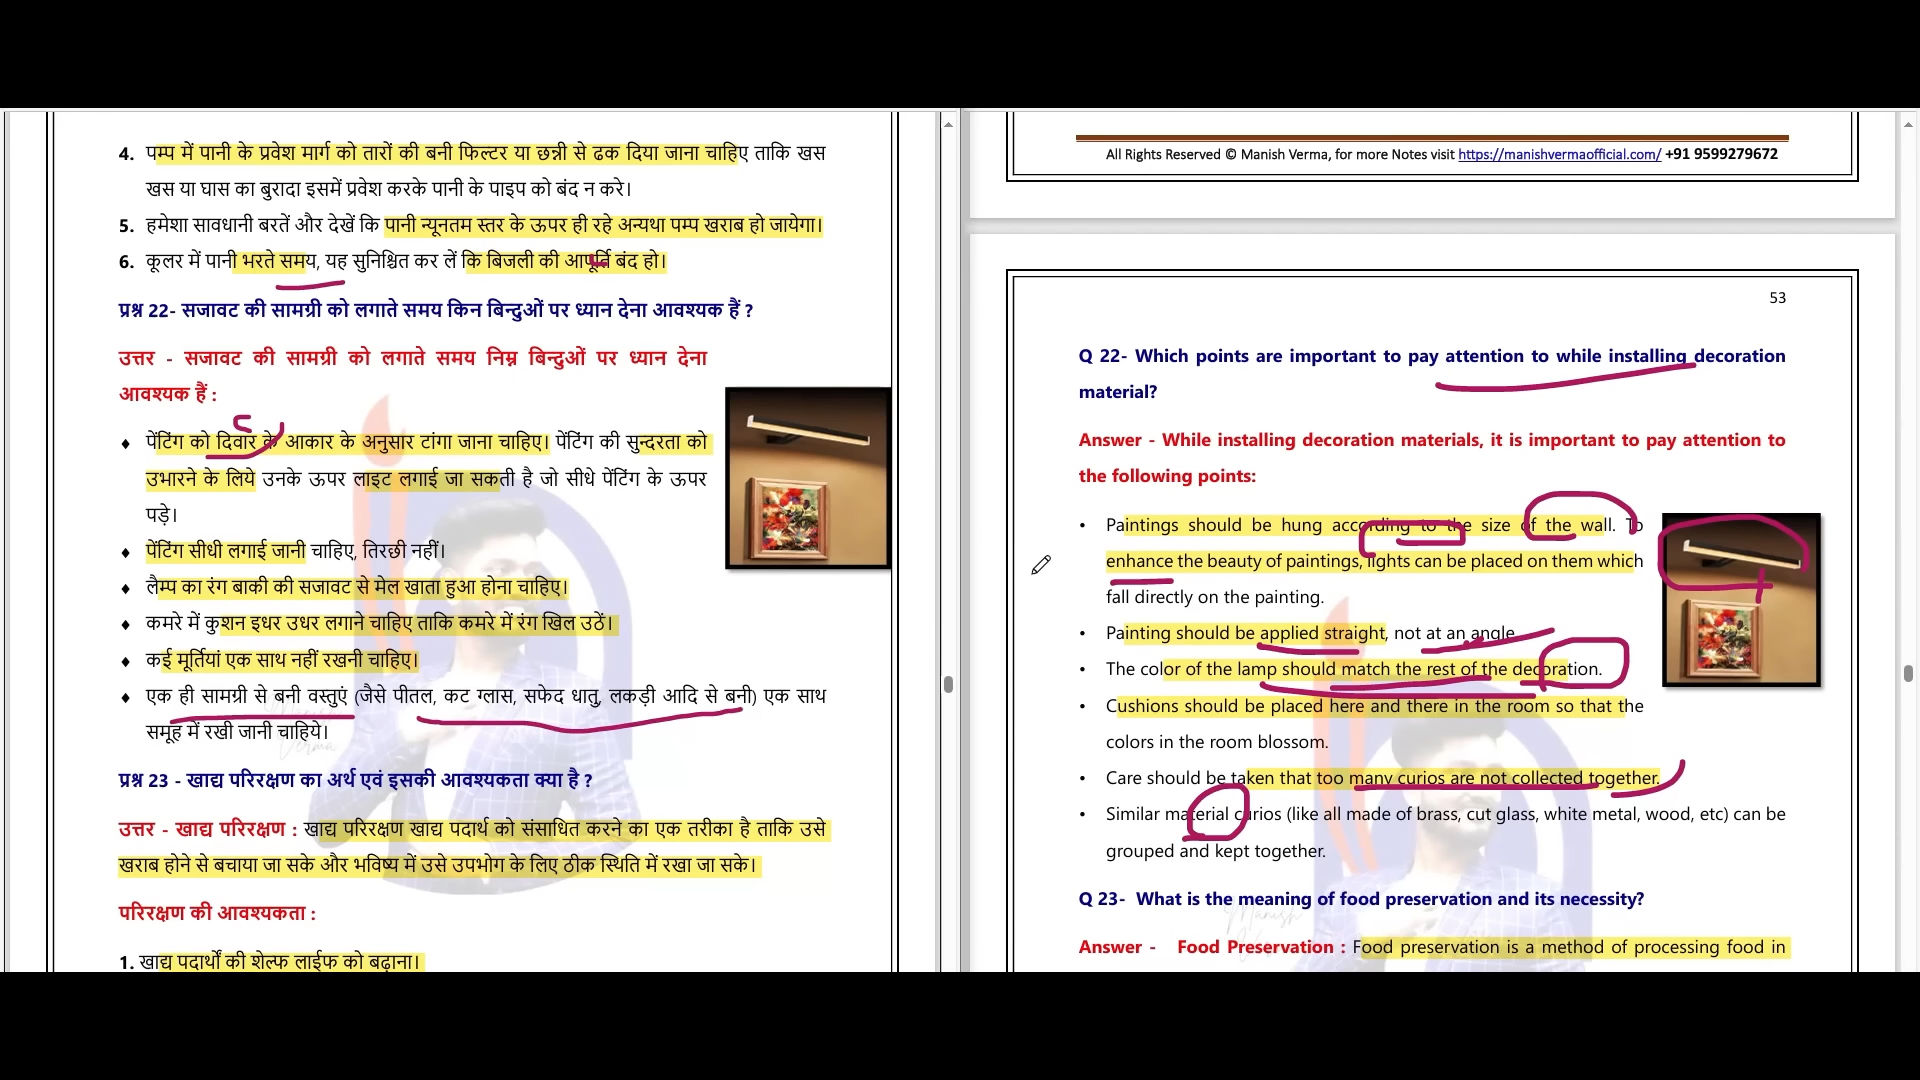 4. पम्प में पानी के प्रवेश मार्ग को तारों की बनी फिल्टर या छन्नी से ढक दिया जाना चाहिए ताकि खस
खस या घास का बुरादा इसमें प्रवेश करके पानी के पाइप को बंद न करे।
5. हमेशा सावधानी बरतें और देखें कि पानी न्यूनतम स्तर के ऊपर ही रहे अन्यथा पम्प खराब हो जायेगा।
6. कूलर में पानी भरते समय, यह सुनिश्चित कर लें कि बिजली की आपूर्ति बंद हो।
प्रश्न 22- सजावट की सामग्री को लगाते समय किन बिन्दुओं पर ध्यान देना आवश्यक हैं ?
उत्तर - सजावट की सामग्री को लगाते समय निम्न बिन्दुओं पर ध्यान देना
आवश्यक हैं :
♦ पेंटिंग को दिवार के आकार के अनुसार टांगा जाना चाहिए। पेंटिंग की सुन्दरता को
उभारने के लिये उनके ऊपर लाइट लगाई जा सकती है जो सीधे पेंटिंग के ऊपर
पड़े।
♦ पेंटिंग सीधी लगाई जानी चाहिए, तिरछी नहीं।
♦ लैम्प का रंग बाकी की सजावट से मेल खाता हुआ होना चाहिए।
♦ कमरे में कुशन इधर उधर लगाने चाहिए ताकि कमरे में रंग खिल उठें।
♦ कई मूर्तियां एक साथ नहीं रखनी चाहिए।
♦ एक ही सामग्री से बनी वस्तुएं (जैसे पीतल, कट ग्लास, सफेद धातु, लकड़ी आदि से बनी) एक साथ
समूह में रखी जानी चाहिये।
प्रश्न 23 - खाद्य परिरक्षण का अर्थ एवं इसकी आवश्यकता क्या है ?
उत्तर - खाद्य परिरक्षण : खाद्य परिरक्षण खाद्य पदार्थ को संसाधित करने का एक तरीका है ताकि उसे
खराब होने से बचाया जा सके और भविष्य में उसे उपभोग के लिए ठीक स्थिति में रखा जा सके।
परिरक्षण की आवश्यकता :
1. खाद्य पदार्थों की शेल्फ लाईफ को बढ़ाना।
All Rights Reserved © Manish Verma, for more Notes visit https://manishvermaofficial.com/ +91 9599279672
53
Q 22- Which points are important to pay attention to while installing decoration
material?
Answer - While installing decoration materials, it is important to pay attention to
the following points:
• Paintings should be hung according to the size of the wall. To
enhance the beauty of paintings, lights can be placed on them which
fall directly on the painting.
• Painting should be applied straight, not at an angle
• The color of the lamp should match the rest of the decoration.
• Cushions should be placed here and there in the room so that the
colors in the room blossom.
• Care should be taken that too many curios are not collected together.
• Similar material curios (like all made of brass, cut glass, white metal, wood, etc) can be
grouped and kept together.
Q 23- What is the meaning of food preservation and its necessity?
Manish
Answer - Food Preservation : Food preservation is a method of processing food in